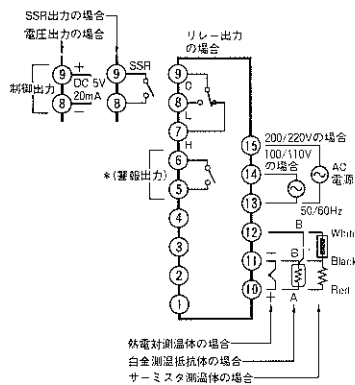 SSR出力の場合
電圧出力の場合
リレー出力
の場合
制御出力
9
+
DC 5V
20mA
8
−
9
SSR
8
9
C
8
L
7
H
6
*(警報出力)
5
4
3
2
1
15
200/220Vの場合
100/110V
の場合
14
AC
電源
13
50/60Hz
12
B
White
11
−
B
Black
10
+
A
Red
熱電対測温体の場合
白金測温抵抗体の場合
サーミスタ測温体の場合